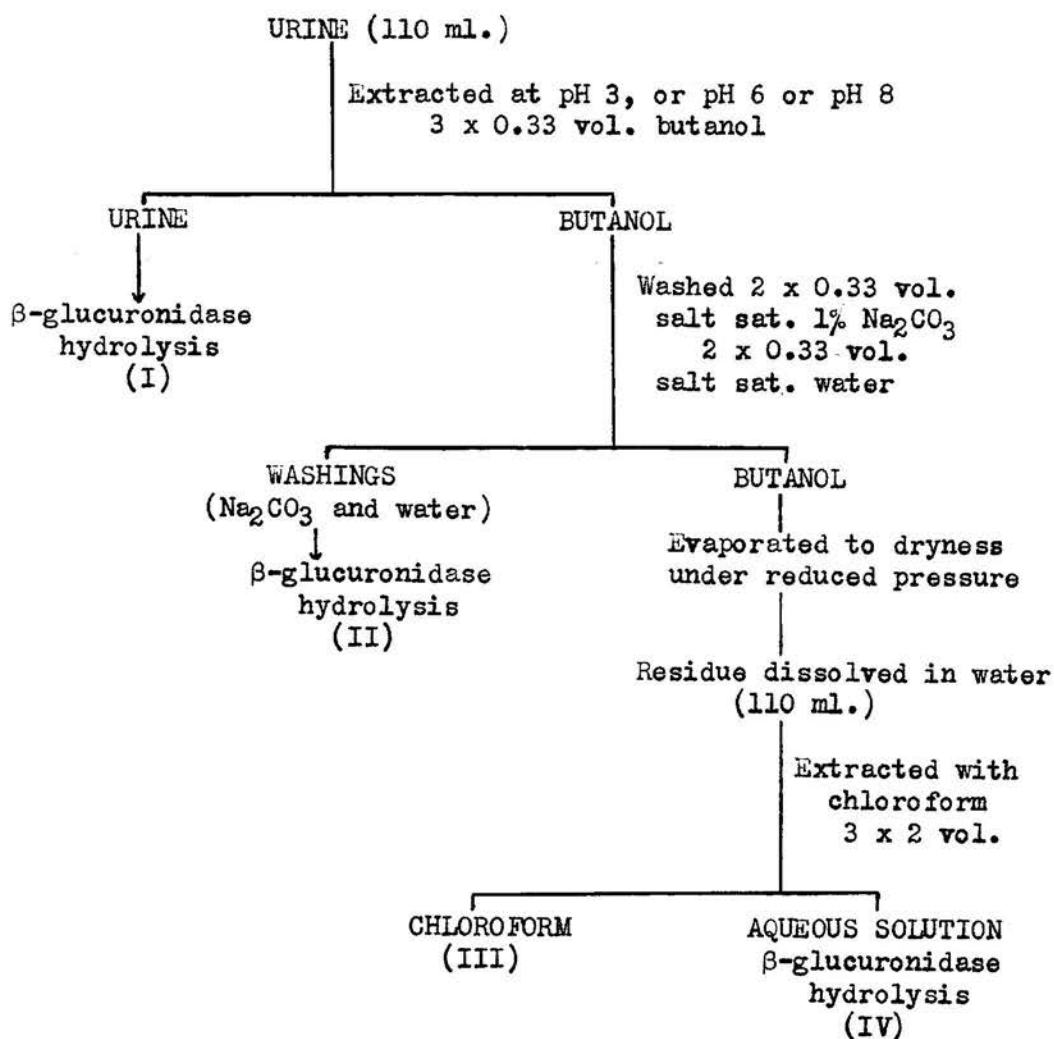 URINE (110 ml.)
Extracted at pH 3, or pH 6 or pH 8
3 x 0.33 vol. butanol
URINE
BUTANOL
β-glucuronidase
hydrolysis
(I)
Washed 2 x 0.33 vol.
salt sat. 1% Na₂CO₃
2 x 0.33 vol.
salt sat. water
WASHINGS
(Na₂CO₃ and water)
β-glucuronidase
hydrolysis
(II)
BUTANOL
Evaporated to dryness
under reduced pressure
Residue dissolved in water
(110 ml.)
Extracted with
chloroform
3 x 2 vol.
CHLOROFORM
(III)
AQUEOUS SOLUTION
β-glucuronidase
hydrolysis
(IV)